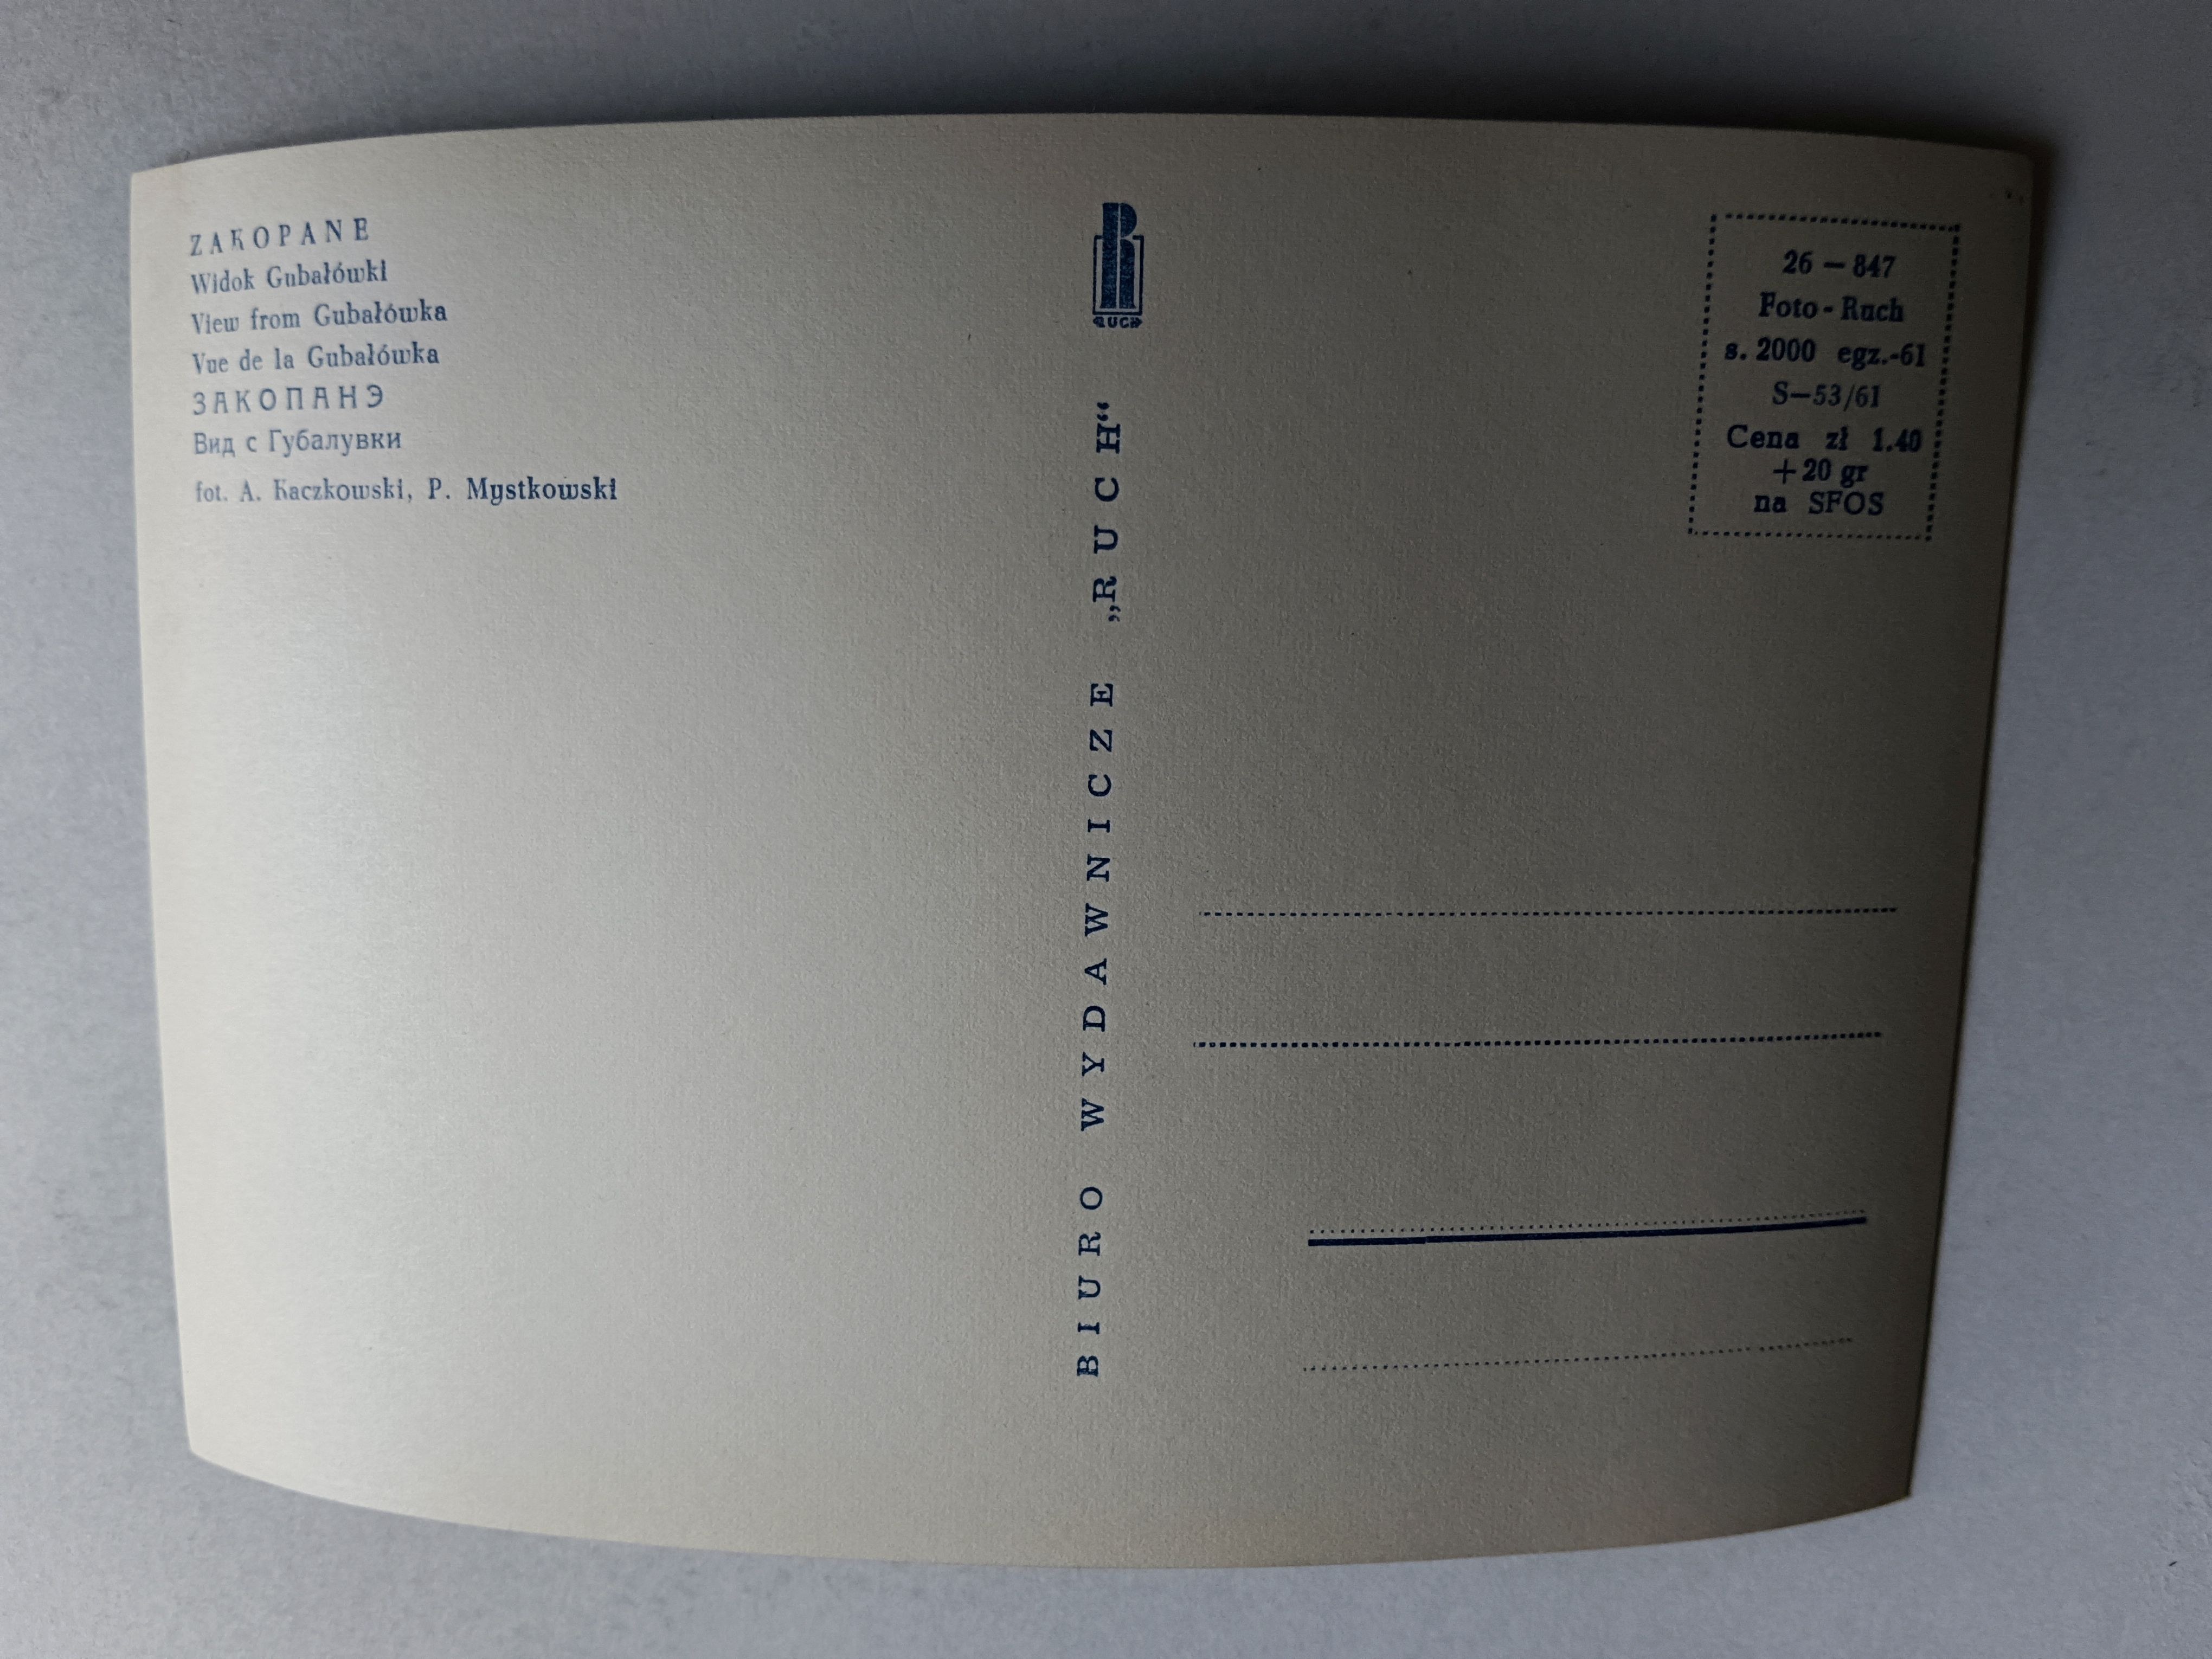 ZAKOPANE
Widok Gubałówki
View from Gubałówka
Vue de la Gubałówka
ЗАКОПАНЭ
Вид с Губалувки
fot. A. Kaczkowski, P. Mystkowski
R
RUCH
BIURO WYDAWNICZE „RUCH“
26 — 847
Foto - Ruch
s. 2000 egz.-61
S—53/61
Cena zł 1.40
+ 20 gr
na SFOS